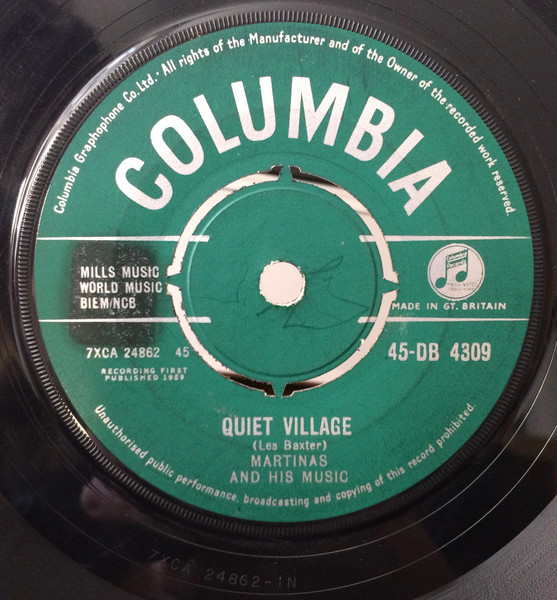 Columbia Graphophone Co. Ltd. · All rights of the Manufacturer and of the Owner of the recorded work reserved.
COLUMBIA
MILLS MUSIC
WORLD MUSIC
BIEM/NCB
Columbia
Records
MADE IN GT. BRITAIN
7XCA 24862 45
45-DB 4309
RECORDING FIRST
PUBLISHED 1959
QUIET VILLAGE
(Les Baxter)
MARTINAS
AND HIS MUSIC
Unauthorised public performance, broadcasting and copying of this record prohibited.
7XCA 24862-1N